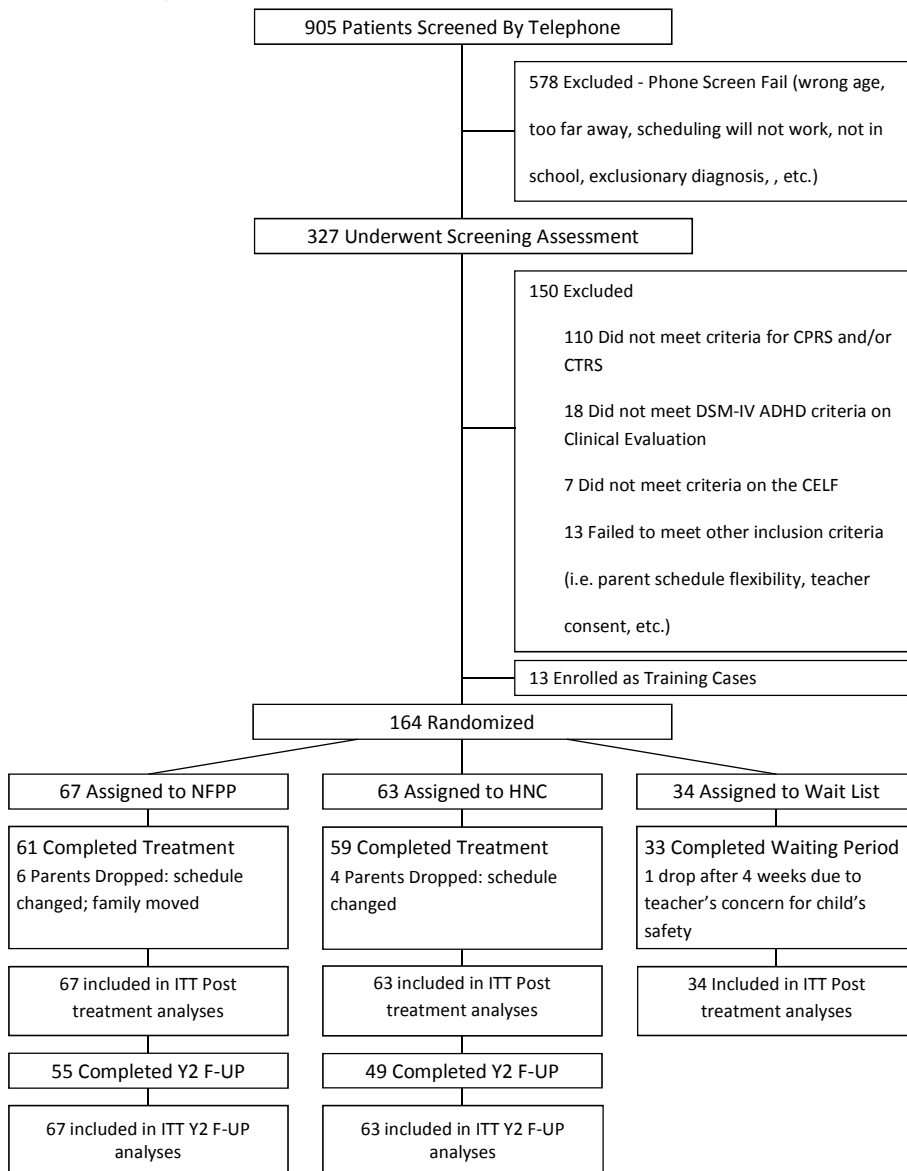 905 Patients Screened By Telephone
578 Excluded - Phone Screen Fail (wrong age,
too far away, scheduling will not work, not in
school, exclusionary diagnosis, , etc.)
327 Underwent Screening Assessment
150 Excluded
110 Did not meet criteria for CPRS and/or
CTRS
18 Did not meet DSM-IV ADHD criteria on
Clinical Evaluation
7 Did not meet criteria on the CELF
13 Failed to meet other inclusion criteria
(i.e. parent schedule flexibility, teacher
consent, etc.)
13 Enrolled as Training Cases
164 Randomized
67 Assigned to NFPP
63 Assigned to HNC
34 Assigned to Wait List
61 Completed Treatment
6 Parents Dropped: schedule
changed; family moved
59 Completed Treatment
4 Parents Dropped: schedule
changed
33 Completed Waiting Period
1 drop after 4 weeks due to
teacher’s concern for child’s
safety
67 included in ITT Post
treatment analyses
63 included in ITT Post
treatment analyses
34 Included in ITT Post
treatment analyses
55 Completed Y2 F-UP
49 Completed Y2 F-UP
67 included in ITT Y2 F-UP
analyses
63 included in ITT Y2 F-UP
analyses